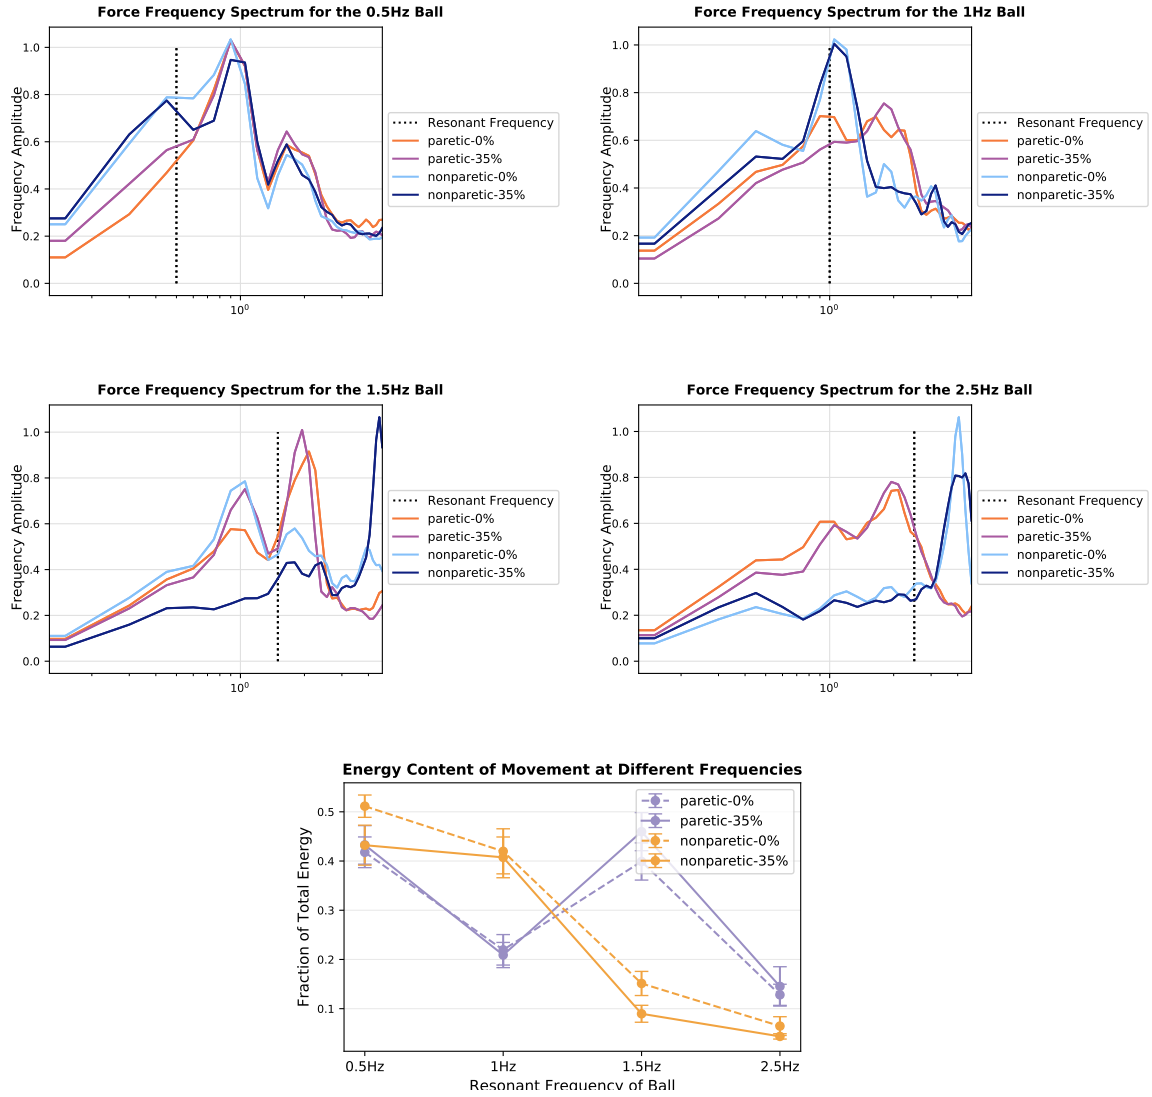 Force Frequency Spectrum for the 0.5Hz Ball
Frequency Amplitude
1.0
0.8
0.6
0.4
0.2
0.0
10⁰
Resonant Frequency
paretic-0%
paretic-35%
nonparetic-0%
nonparetic-35%
Force Frequency Spectrum for the 1Hz Ball
Frequency Amplitude
1.0
0.8
0.6
0.4
0.2
0.0
10⁰
Resonant Frequency
paretic-0%
paretic-35%
nonparetic-0%
nonparetic-35%
Force Frequency Spectrum for the 1.5Hz Ball
Frequency Amplitude
1.0
0.8
0.6
0.4
0.2
0.0
10⁰
Resonant Frequency
paretic-0%
paretic-35%
nonparetic-0%
nonparetic-35%
Force Frequency Spectrum for the 2.5Hz Ball
Frequency Amplitude
1.0
0.8
0.6
0.4
0.2
0.0
10⁰
Resonant Frequency
paretic-0%
paretic-35%
nonparetic-0%
nonparetic-35%
Energy Content of Movement at Different Frequencies
Fraction of Total Energy
0.5
0.4
0.3
0.2
0.1
paretic-0%
paretic-35%
nonparetic-0%
nonparetic-35%
0.5Hz 1Hz 1.5Hz 2.5Hz
Resonant Frequency of Ball